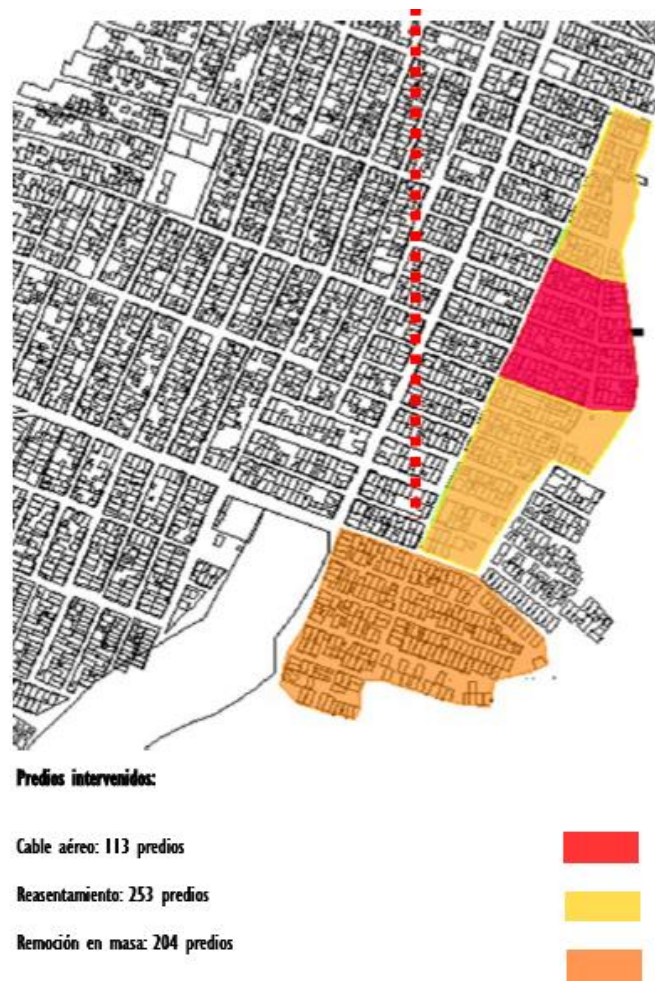 Predios intervenidos:
Cable aéreo: 113 predios
Reasentamiento: 253 predios
Remoción en masa: 204 predios